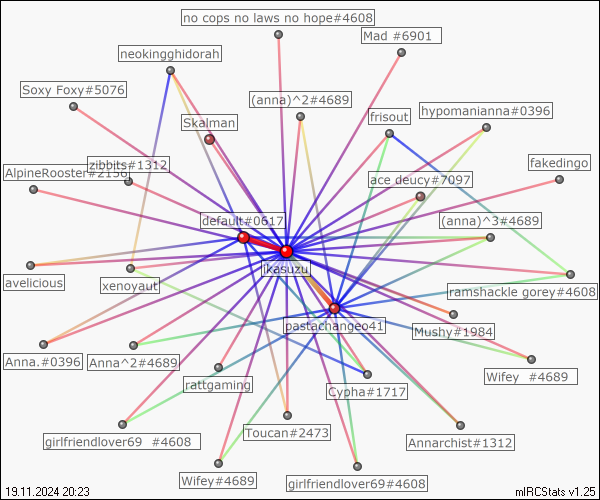 no cops no laws no hope#4608
Mad #6901
neokingghidorah
Soxy Foxy#5076
(anna)^2#4689
frisout
hypomanianna#0396
Skalman
zibbits#1312
AlpineRooster#2156
fakedingo
ace deucy#7097
default#0617
(anna)^3#4689
ikasuzu
avelicious
xenoyaut
ramshackle gorey#4608
pastachangeo41
Mushy#1984
Anna.#0396
Anna^2#4689
rattgaming
Cypha#1717
Wifey  #4689
Toucan#2473
girlfriendlover69  #4608
Annarchist#1312
Wifey#4689
girlfriendlover69#4608
19.11.2024 20:23
mIRCStats v1.25